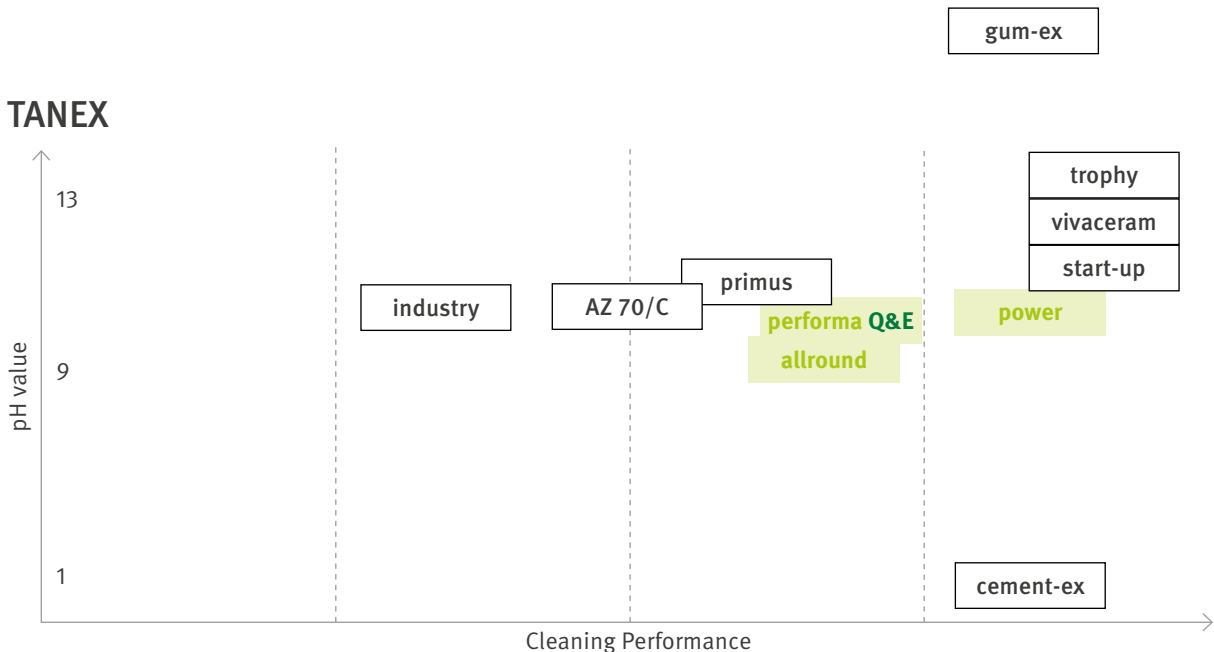 gum-ex
TANEX
13
trophy
vivaceram
start-up
primus
industry
AZ 70/C
power
performa Q&E
allround
9
pH value
1
cement-ex
Cleaning Performance